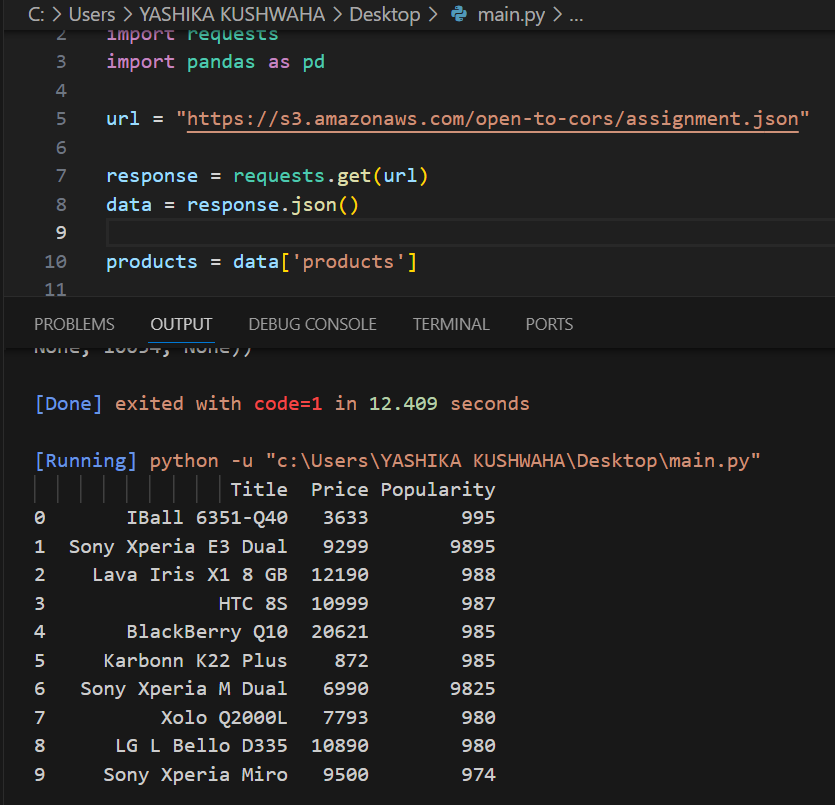 C: > Users > YASHIKA KUSHWAHA > Desktop > main.py > ...
2 import requests
3 import pandas as pd
4
5 url = "https://s3.amazonaws.com/open-to-cors/assignment.json"
6
7 response = requests.get(url)
8 data = response.json()
9
10 products = data['products']
11
PROBLEMS OUTPUT DEBUG CONSOLE TERMINAL PORTS
None, 10054, None))
[Done] exited with code=1 in 12.409 seconds
[Running] python -u "c:\Users\YASHIKA KUSHWAHA\Desktop\main.py"
Title Price Popularity
0 IBall 6351-Q40 3633 995
1 Sony Xperia E3 Dual 9299 9895
2 Lava Iris X1 8 GB 12190 988
3 HTC 8S 10999 987
4 BlackBerry Q10 20621 985
5 Karbonn K22 Plus 872 985
6 Sony Xperia M Dual 6990 9825
7 Xolo Q2000L 7793 980
8 LG L Bello D335 10890 980
9 Sony Xperia Miro 9500 974